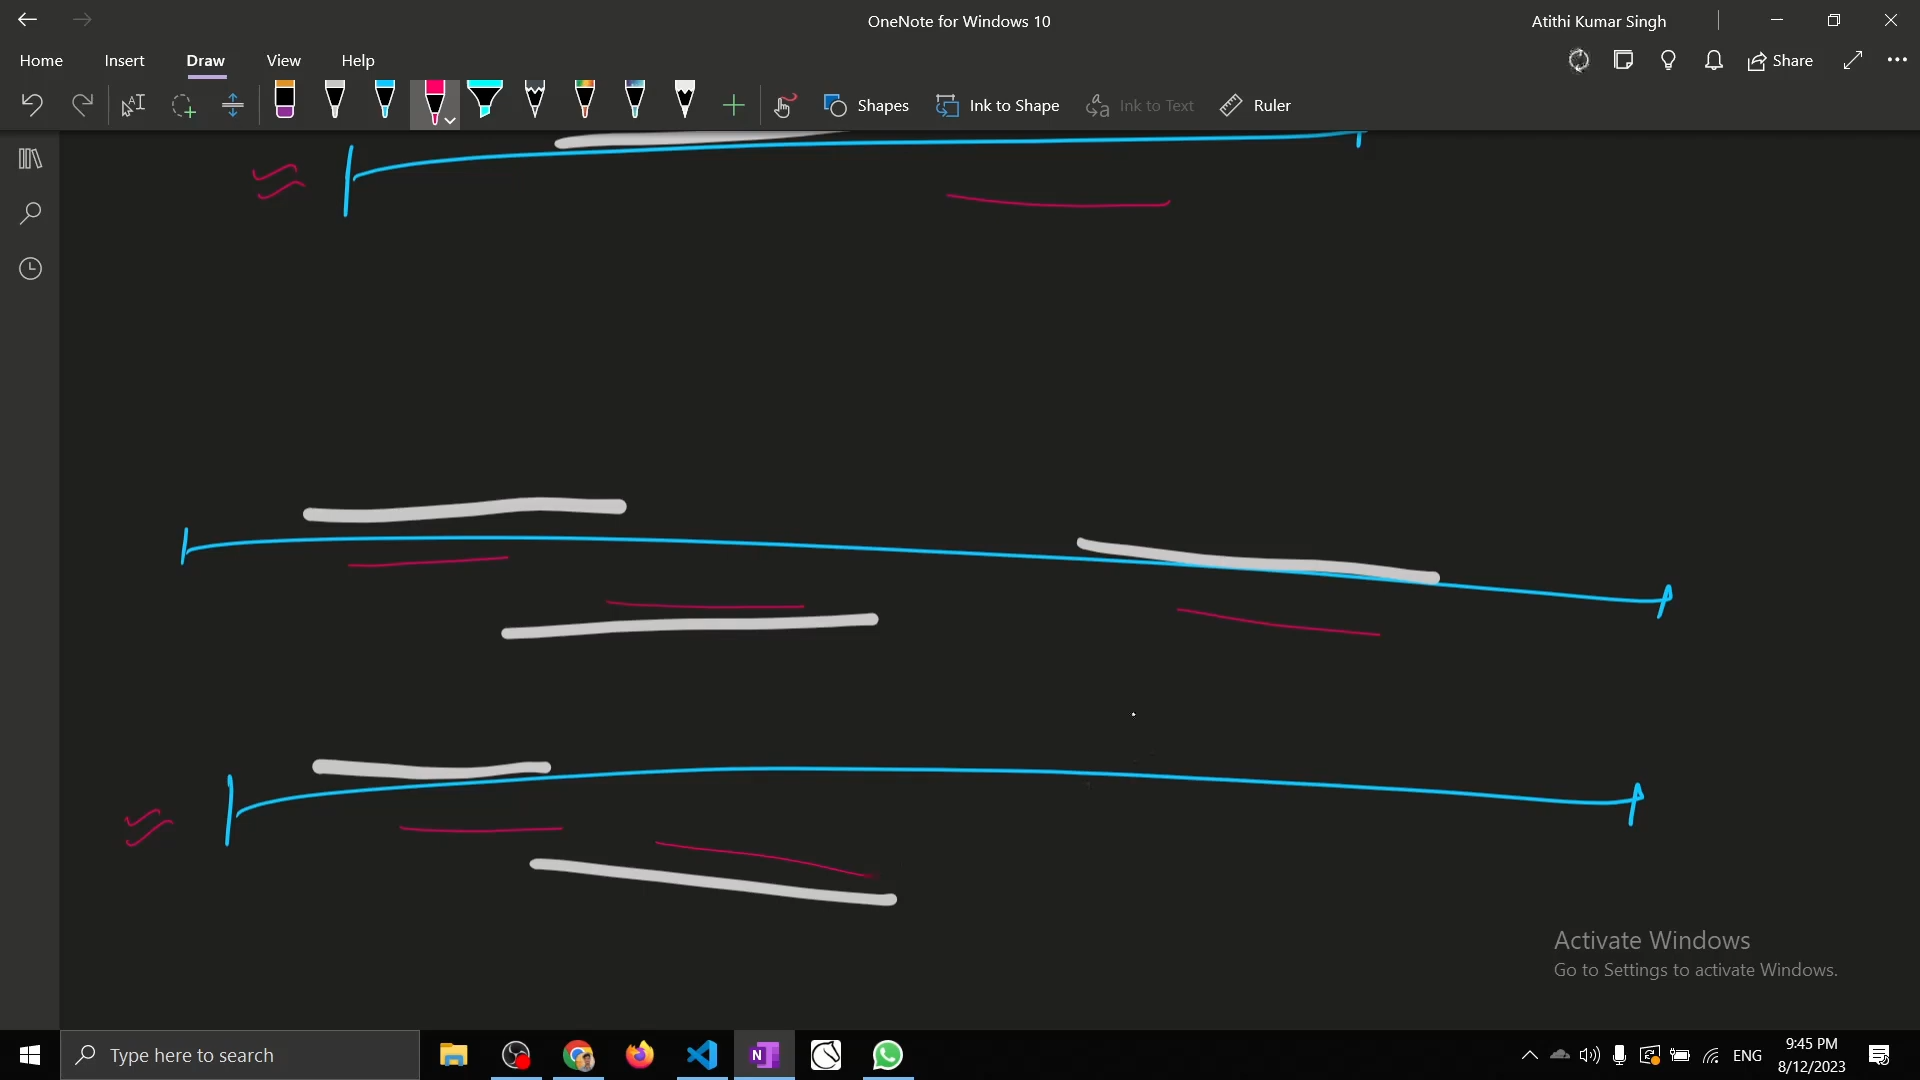 OneNote for Windows 10
Atithi Kumar Singh
Home Insert Draw View Help
Share
Shapes
Ink to Shape
Ink to Text
Ruler
Activate Windows
Go to Settings to activate Windows.
Type here to search
ENG
9:45 PM
8/12/2023